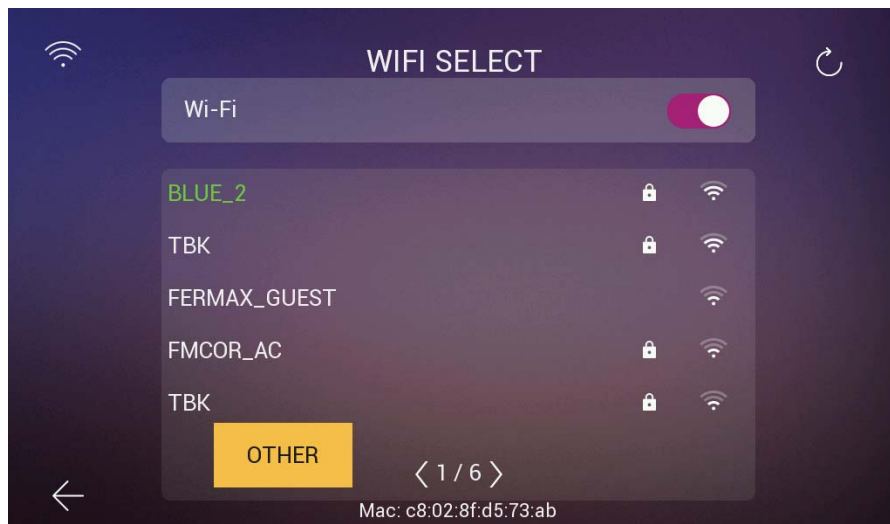 WIFI SELECT
Wi-Fi
BLUE_2
TBK
FERMAX_GUEST
FMCOR_AC
TBK
OTHER
1 / 6
Mac: c8:02:8f:d5:73:ab